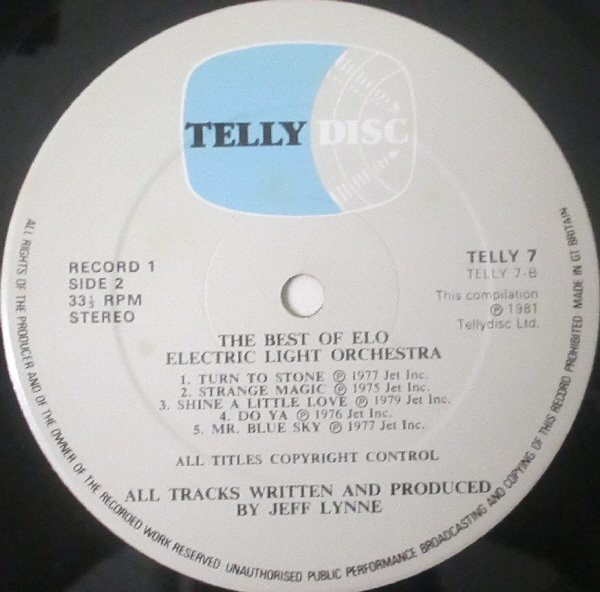 TELLY DISC
RECORD 1
SIDE 2
33⅓ RPM
STEREO
TELLY 7
TELLY 7-B
This compilation
℗ 1981
Tellydisc Ltd.
THE BEST OF ELO
ELECTRIC LIGHT ORCHESTRA
1. TURN TO STONE ℗ 1977 Jet Inc.
2. STRANGE MAGIC ℗ 1975 Jet Inc.
3. SHINE A LITTLE LOVE ℗ 1979 Jet Inc.
4. DO YA ℗ 1976 Jet Inc.
5. MR. BLUE SKY ℗ 1977 Jet Inc.
ALL TITLES COPYRIGHT CONTROL
ALL TRACKS WRITTEN AND PRODUCED
BY JEFF LYNNE
ALL RIGHTS OF THE PRODUCER AND OF THE OWNER OF THE RECORDED WORK RESERVED UNAUTHORISED PUBLIC PERFORMANCE BROADCASTING AND COPYING OF THIS RECORD PROHIBITED MADE IN GT BRITAIN